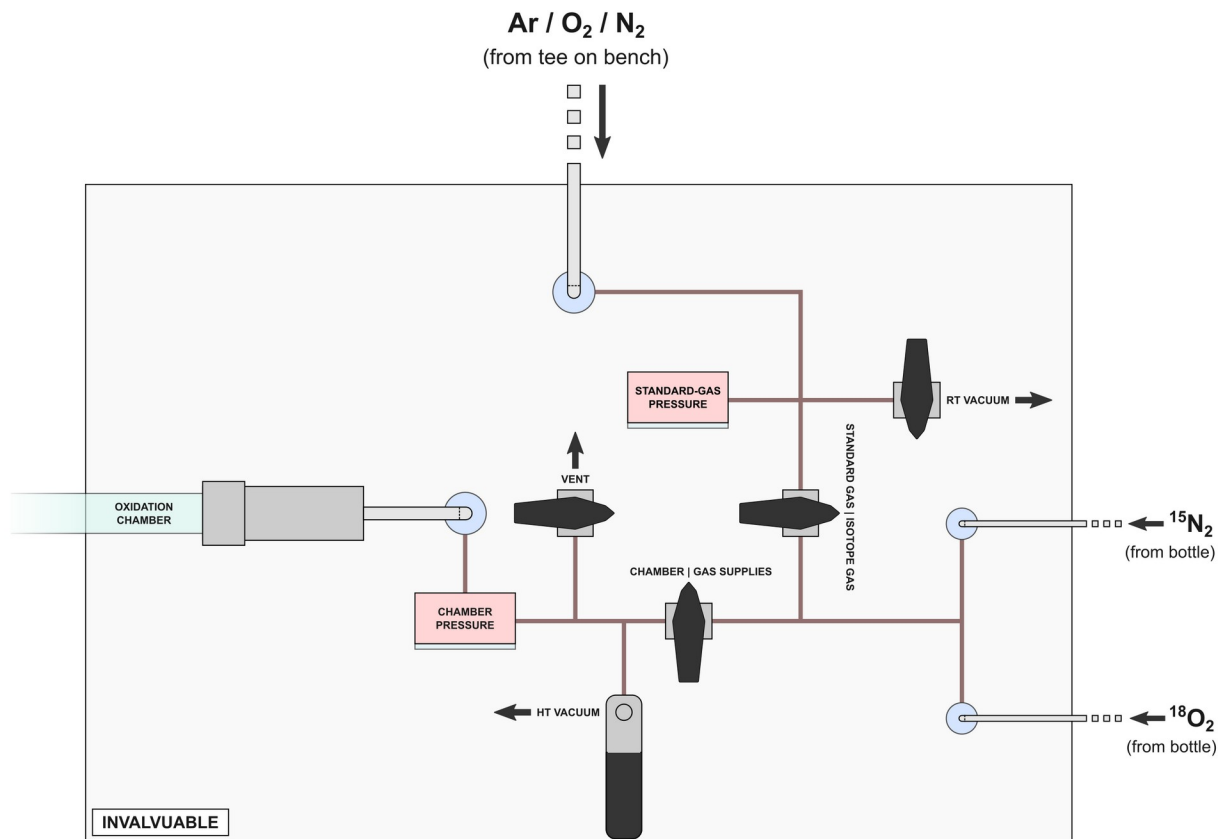 Ar / O₂ / N₂
(from tee on bench)
STANDARD-GAS
PRESSURE
RT VACUUM
STANDARD GAS | ISOTOPE GAS
VENT
OXIDATION
CHAMBER
¹⁵N₂
(from bottle)
CHAMBER | GAS SUPPLIES
CHAMBER
PRESSURE
HT VACUUM
¹⁸O₂
(from bottle)
INVALVUABLE